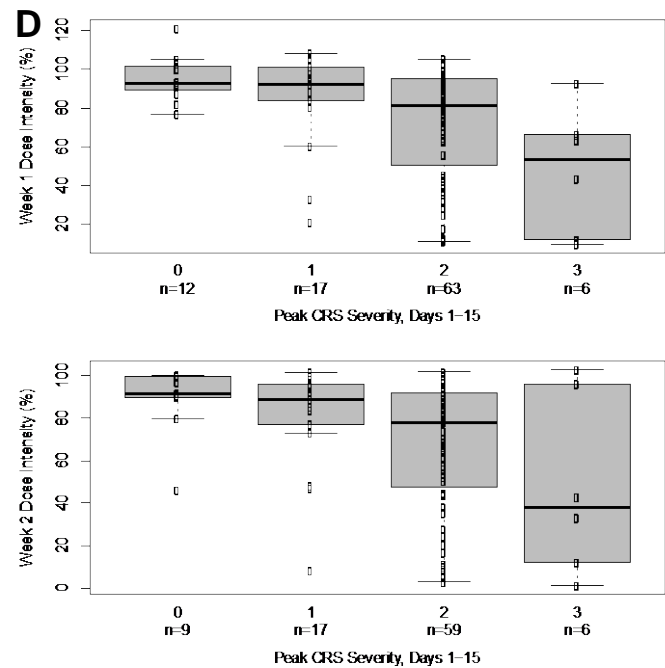 D
Week 1 Dose Intensity (%)
120
100
80
60
40
20
0 1 2 3
n=12 n=17 n=63 n=6
Peak CRS Severity, Days 1-15
Week 2 Dose Intensity (%)
100
80
60
40
20
0
0 1 2 3
n=9 n=17 n=59 n=6
Peak CRS Severity, Days 1-15